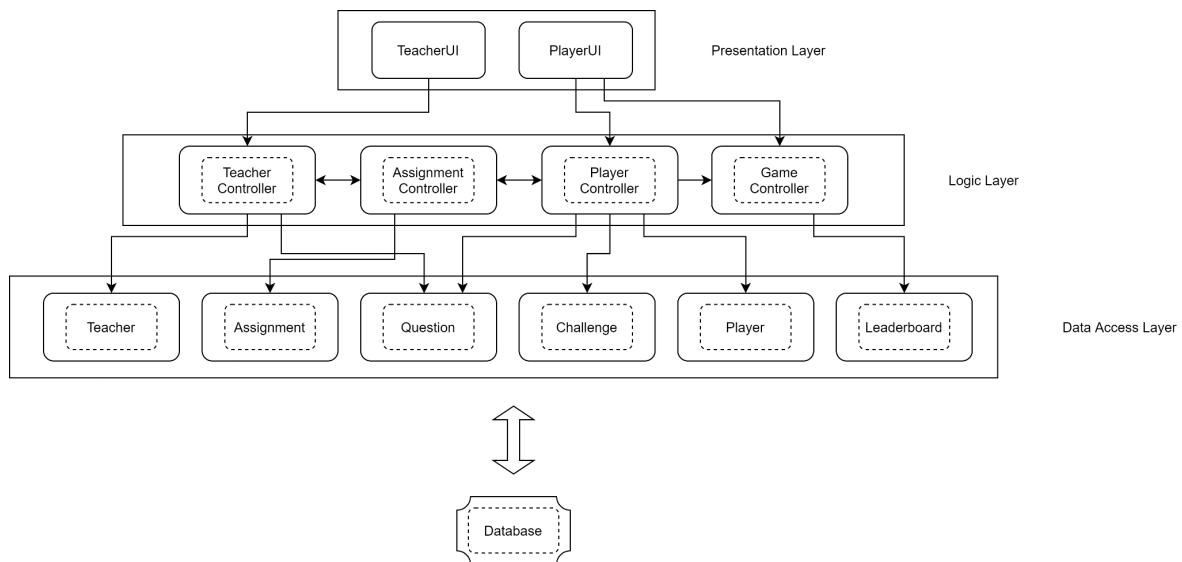 TeacherUI
PlayerUI
Presentation Layer
Teacher
Controller
Assignment
Controller
Player
Controller
Game
Controller
Logic Layer
Teacher
Assignment
Question
Challenge
Player
Leaderboard
Data Access Layer
Database